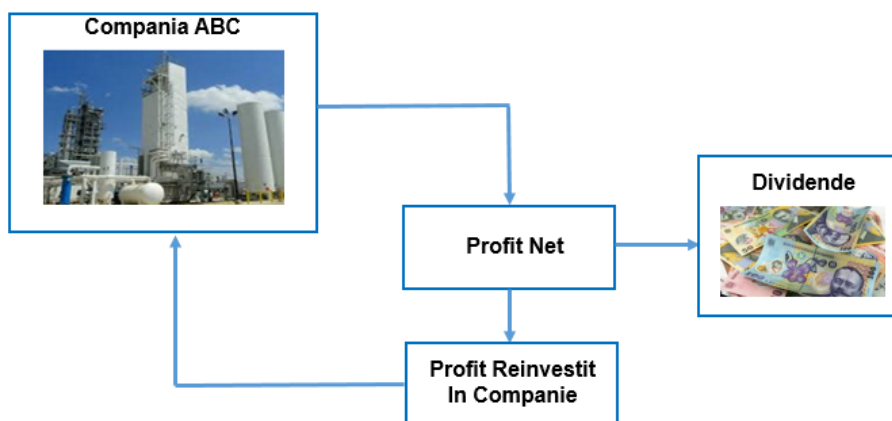 Compania ABC
Dividende
Profit Net
Profit Reinvestit
In Companie